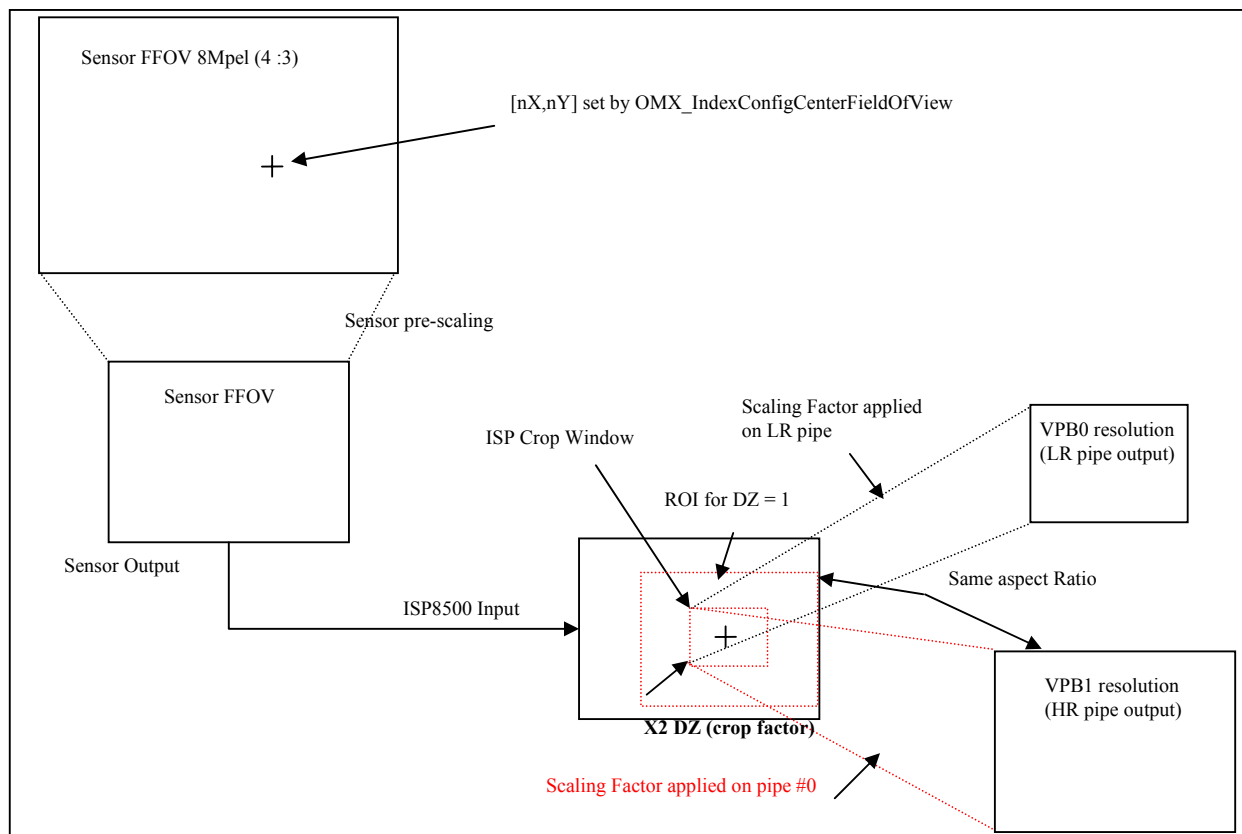 Sensor FFOV 8Mpel (4 :3)
[nX,nY] set by OMX_IndexConfigCenterFieldOfView
Sensor pre-scaling
Sensor FFOV
Scaling Factor applied
on LR pipe
VPB0 resolution
(LR pipe output)
ISP Crop Window
ROI for DZ = 1
Sensor Output
Same aspect Ratio
ISP8500 Input
VPB1 resolution
(HR pipe output)
X2 DZ (crop factor)
Scaling Factor applied on pipe #0